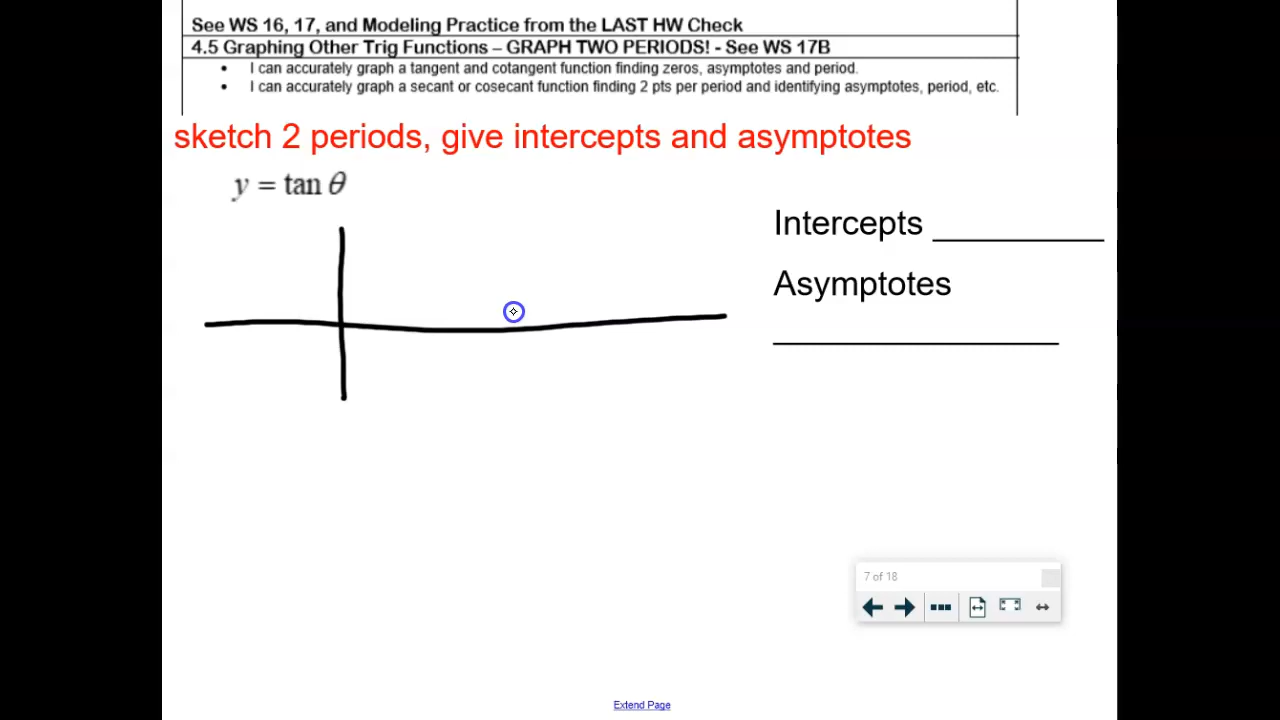 See WS 16, 17, and Modeling Practice from the LAST HW Check
4.5 Graphing Other Trig Functions – GRAPH TWO PERIODS! - See WS 17B
• I can accurately graph a tangent and cotangent function finding zeros, asymptotes and period.
• I can accurately graph a secant or cosecant function finding 2 pts per period and identifying asymptotes, period, etc.
sketch 2 periods, give intercepts and asymptotes
y = tan θ
Intercepts _________
Asymptotes
_______________
7 of 18
Extend Page